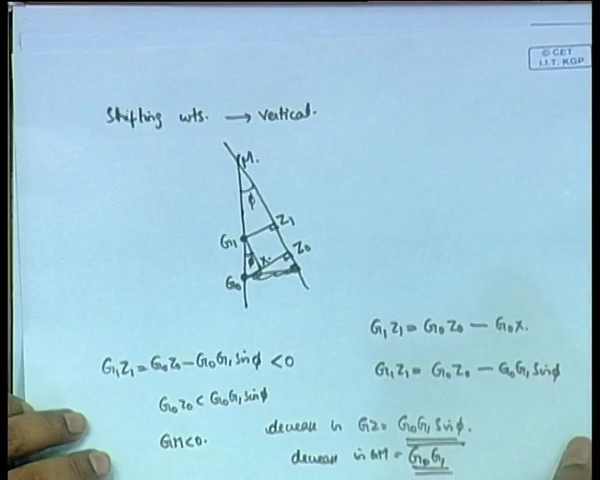 © CET
I.I.T. KGP
Shifting wts. → vertical.
M.
ϕ
Z₁
G₁
ϕ X. Z₀
G₀
G₁Z₁ = G₀Z₀ - G₀X.
G₁Z₁ = G₀Z₀ - G₀G₁ sinϕ < 0
G₁Z₁ = G₀Z₀ - G₀G₁ sinϕ
G₀Z₀ < G₀G₁ sinϕ
GM < 0.
decrease in GZ = G₀G₁ sinϕ.
decrease in GM = G₀G₁